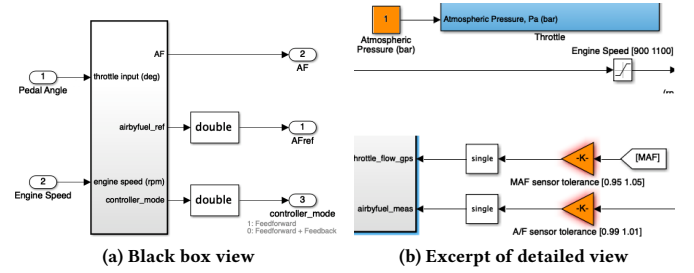 1
Pedal Angle
throttle input (deg)
AF
2
AF
airbyfuel_ref
double
1
AFref
2
Engine Speed
engine speed (rpm)
controller_mode
double
3
controller_mode
1: Feedforward
0: Feedforward + Feedback
(a) Black box view
1
Atmospheric
Pressure (bar)
Atmospheric Pressure, Pa (bar)
Throttle
Engine Speed [900 1100]
throttle_flow_gps
single
-K-
[MAF]
MAF sensor tolerance [0.95 1.05]
airbyfuel_meas
single
-K-
A/F sensor tolerance [0.99 1.01]
(b) Excerpt of detailed view